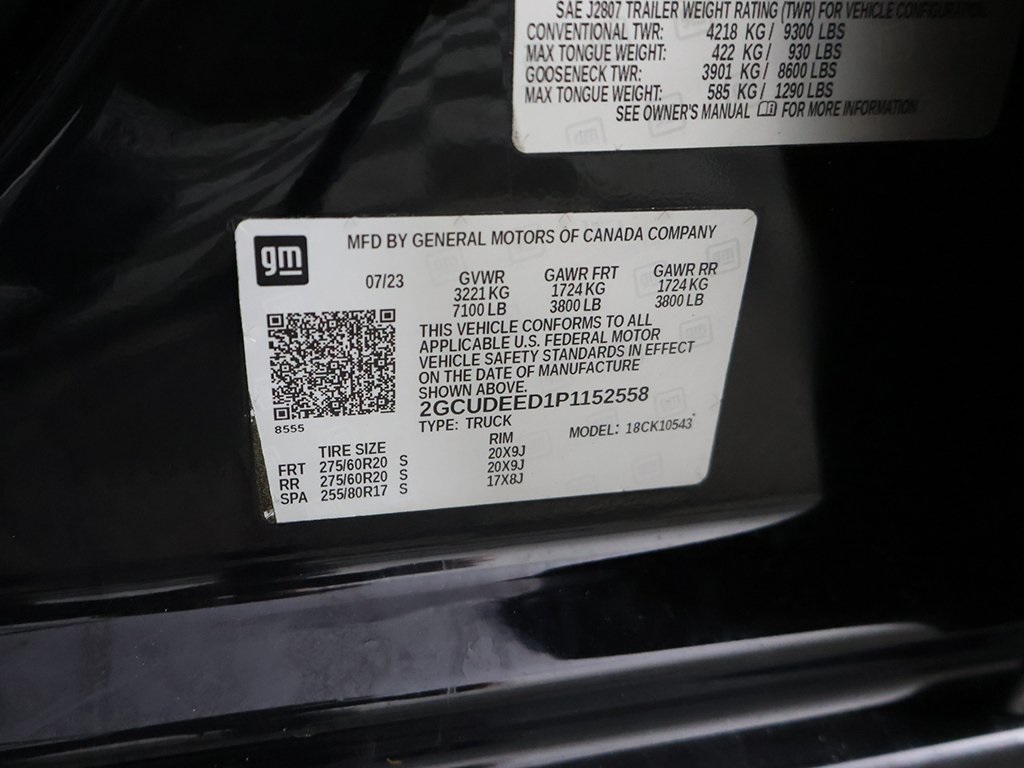 SAE J2807 TRAILER WEIGHT RATING (TWR) FOR VEHICLE CONFIGURATION
CONVENTIONAL TWR: 4218 KG / 9300 LBS
MAX TONGUE WEIGHT: 422 KG / 930 LBS
GOOSENECK TWR: 3901 KG / 8600 LBS
MAX TONGUE WEIGHT: 585 KG / 1290 LBS
SEE OWNER'S MANUAL FOR MORE INFORMATION
gm
MFD BY GENERAL MOTORS OF CANADA COMPANY
07/23 GVWR GAWR FRT GAWR RR
3221 KG 1724 KG 1724 KG
7100 LB 3800 LB 3800 LB
THIS VEHICLE CONFORMS TO ALL
APPLICABLE U.S. FEDERAL MOTOR
VEHICLE SAFETY STANDARDS IN EFFECT
ON THE DATE OF MANUFACTURE
SHOWN ABOVE.
2GCUDEED1P1152558
8555
TYPE: TRUCK MODEL: 18CK10543
TIRE SIZE RIM
FRT 275/60R20 S 20X9J
RR 275/60R20 S 20X9J
SPA 255/80R17 S 17X8J